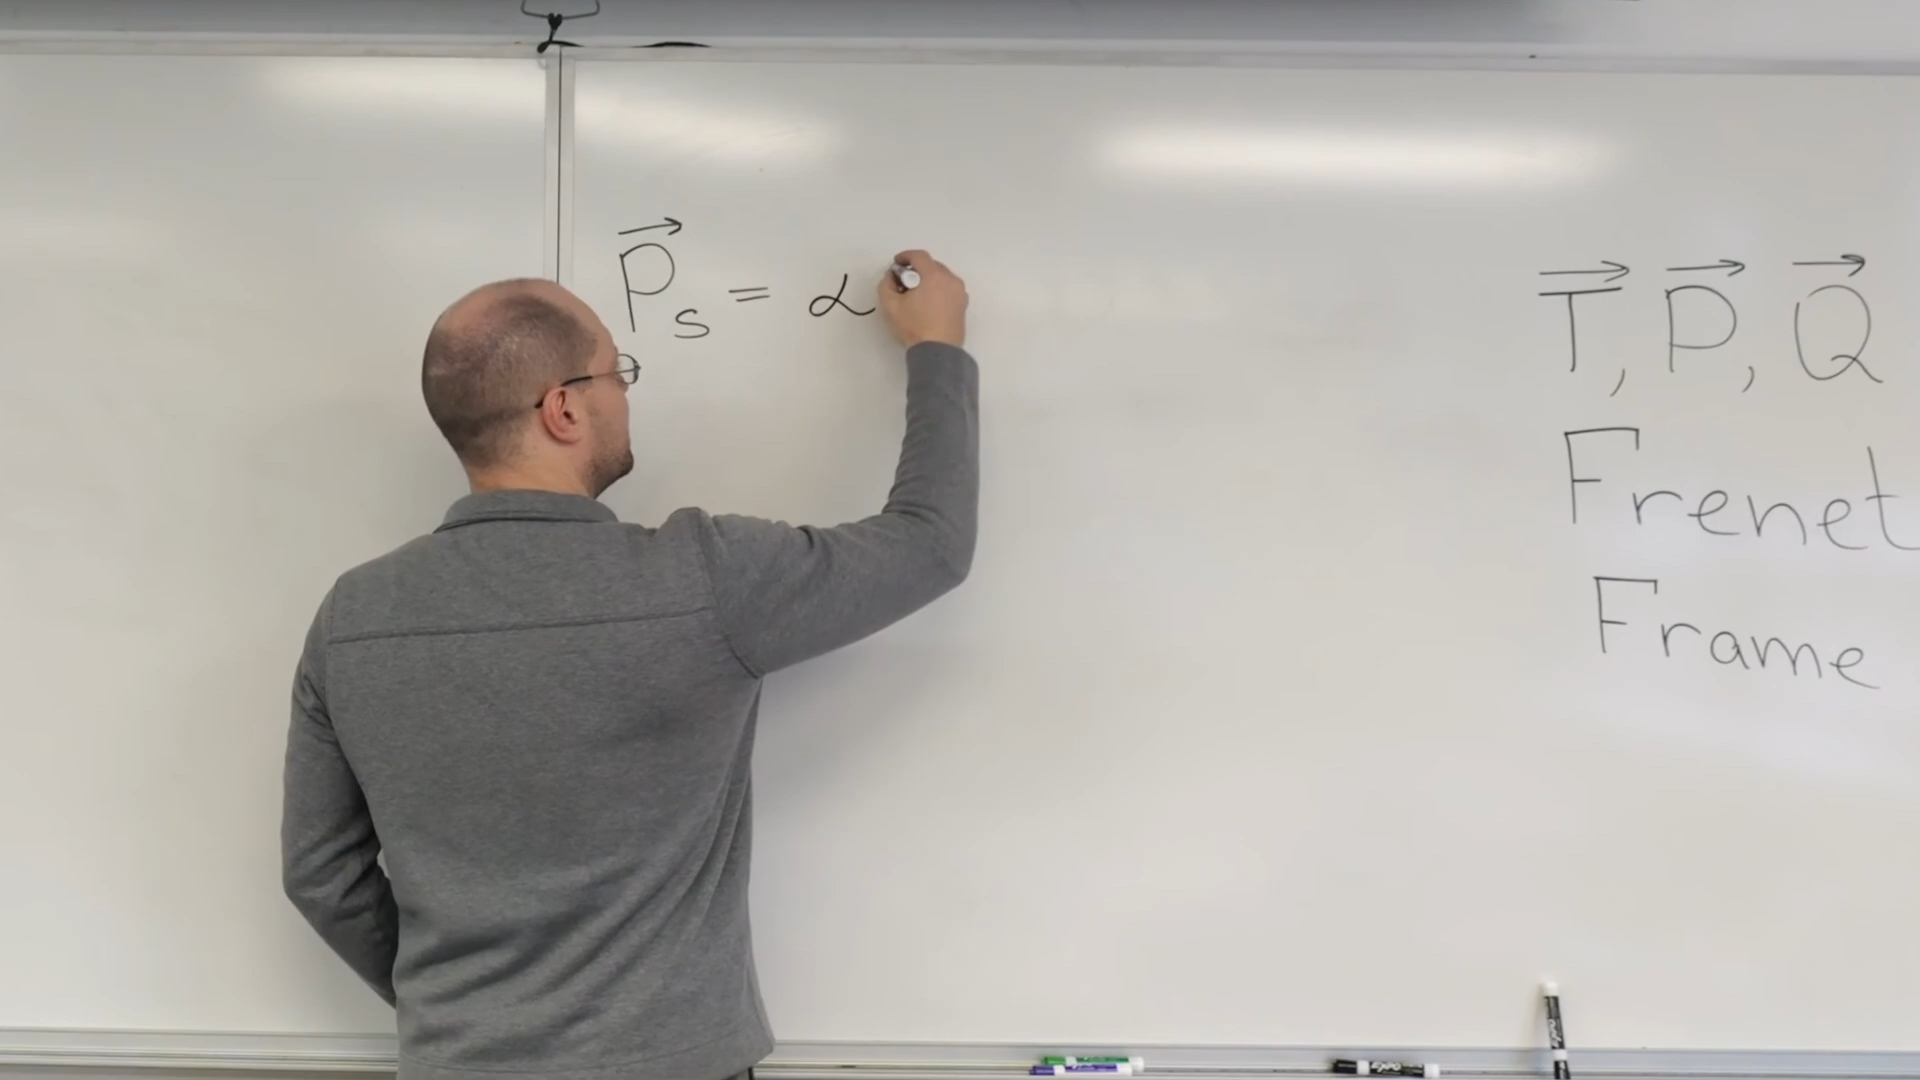 P⃗ₛ = α
T⃗, P⃗, Q⃗
Frenet
Frame